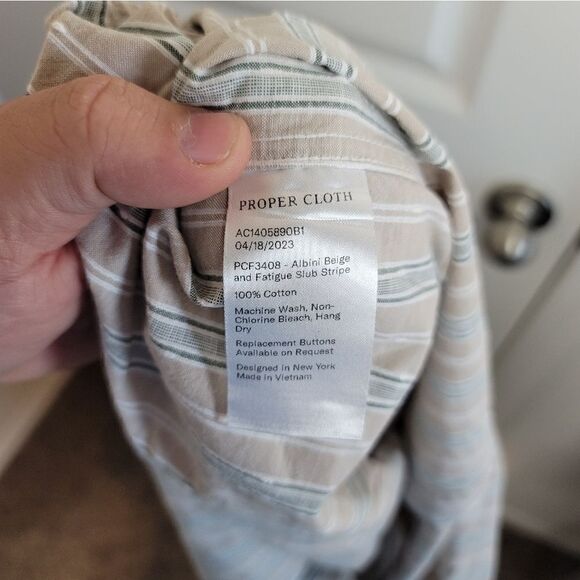 PROPER CLOTH
AC1405890B1
04/18/2023
PCF3408 - Albini Beige
and Fatigue Slub Stripe
100% Cotton
Machine Wash, Non-
Chlorine Bleach, Hang
Dry
Replacement Buttons
Available on Request
Designed in New York
Made in Vietnam